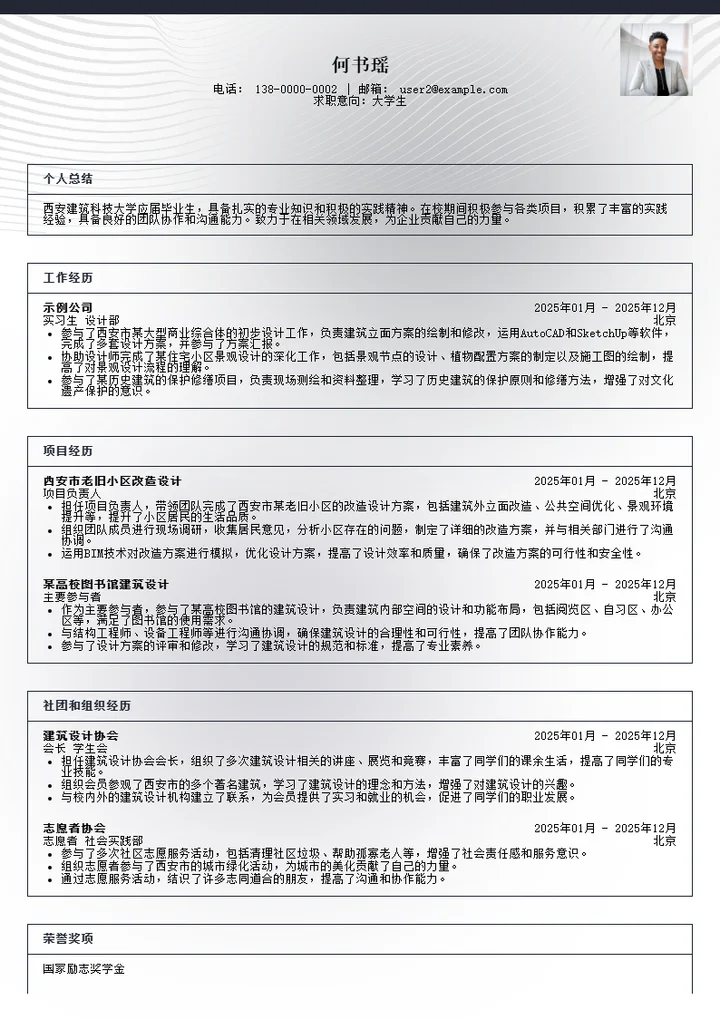 何书瑶
电话： 138-0000-0002 | 邮箱： user2@example.com
求职意向：大学生
个人总结
西安建筑科技大学应届毕业生，具备扎实的专业知识和积极的实践精神。在校期间积极参与各类项目，积累了丰富的实践
经验，具备良好的团队协作和沟通能力。致力于在相关领域发展，为企业贡献自己的力量。
工作经历
示例公司 2025年01月 - 2025年12月
实习生 设计部 北京
• 参与了西安市某大型商业综合体的初步设计工作，负责建筑立面方案的绘制和修改，运用AutoCAD和SketchUp等软件，
完成了多套设计方案，并参与了方案汇报。
• 协助设计师完成了某住宅小区景观设计的深化工作，包括景观节点的设计、植物配置方案的制定以及施工图的绘制，提
高了对景观设计流程的理解。
• 参与了某历史建筑的保护修缮项目，负责现场测绘和资料整理，学习了历史建筑的保护原则和修缮方法，增强了对文化
遗产保护的意识。
项目经历
西安市老旧小区改造设计 2025年01月 - 2025年12月
项目负责人 北京
• 担任项目负责人，带领团队完成了西安市某老旧小区的改造设计方案，包括建筑外立面改造、公共空间优化、景观环境
提升等，提升了小区居民的生活品质。
• 组织团队成员进行现场调研，收集居民意见，分析小区存在的问题，制定了详细的改造方案，并与相关部门进行了沟通
协调。
• 运用BIM技术对改造方案进行模拟，优化设计方案，提高了设计效率和质量，确保了改造方案的可行性和安全性。
某高校图书馆建筑设计 2025年01月 - 2025年12月
主要参与者 北京
• 作为主要参与者，参与了某高校图书馆的建筑设计，负责建筑内部空间的设计和功能布局，包括阅览区、自习区、办公
区等，满足了图书馆的使用需求。
• 与结构工程师、设备工程师等进行沟通协调，确保建筑设计的合理性和可行性，提高了团队协作能力。
• 参与了设计方案的评审和修改，学习了建筑设计的规范和标准，提高了专业素养。
社团和组织经历
建筑设计协会 2025年01月 - 2025年12月
会长 学生会 北京
• 担任建筑设计协会会长，组织了多次建筑设计相关的讲座、展览和竞赛，丰富了同学们的课余生活，提高了同学们的专
业技能。
• 组织会员参观了西安市的多个著名建筑，学习了建筑设计的理念和方法，增强了对建筑设计的兴趣。
• 与校内外的建筑设计机构建立了联系，为会员提供了实习和就业的机会，促进了同学们的职业发展。
志愿者协会 2025年01月 - 2025年12月
志愿者 社会实践部 北京
• 参与了多次社区志愿服务活动，包括清理社区垃圾、帮助孤寡老人等，增强了社会责任感和服务意识。
• 组织志愿者参与了西安市的城市绿化活动，为城市的美化贡献了自己的力量。
• 通过志愿服务活动，结识了许多志同道合的朋友，提高了沟通和协作能力。
荣誉奖项
国家励志奖学金